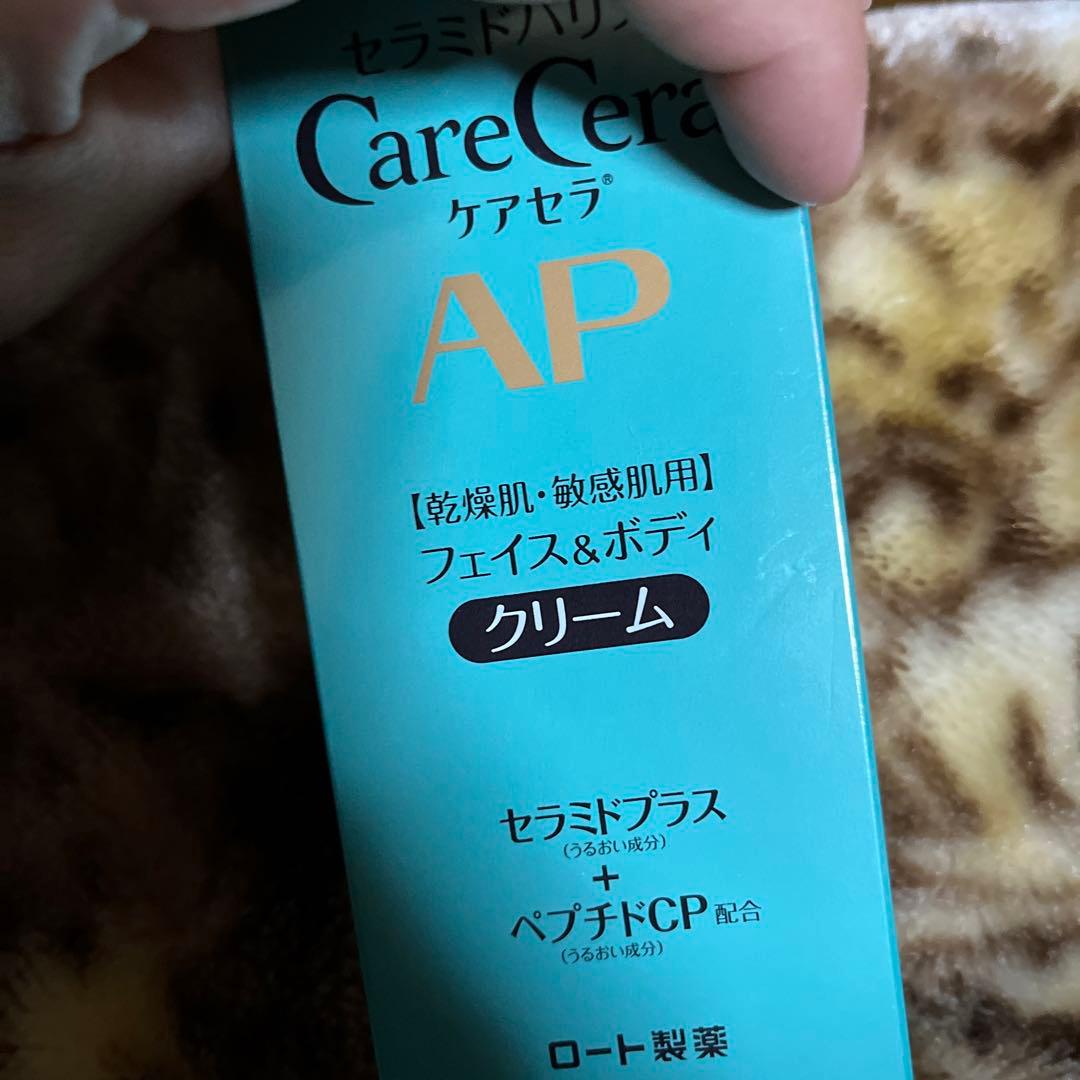 CareCera
ケアセラ®
AP
【乾燥肌・敏感肌用】
フェイス&ボディ
クリーム
セラミドプラス
(うるおい成分)
+
ペプチドCP 配合
(うるおい成分)
ロート製薬